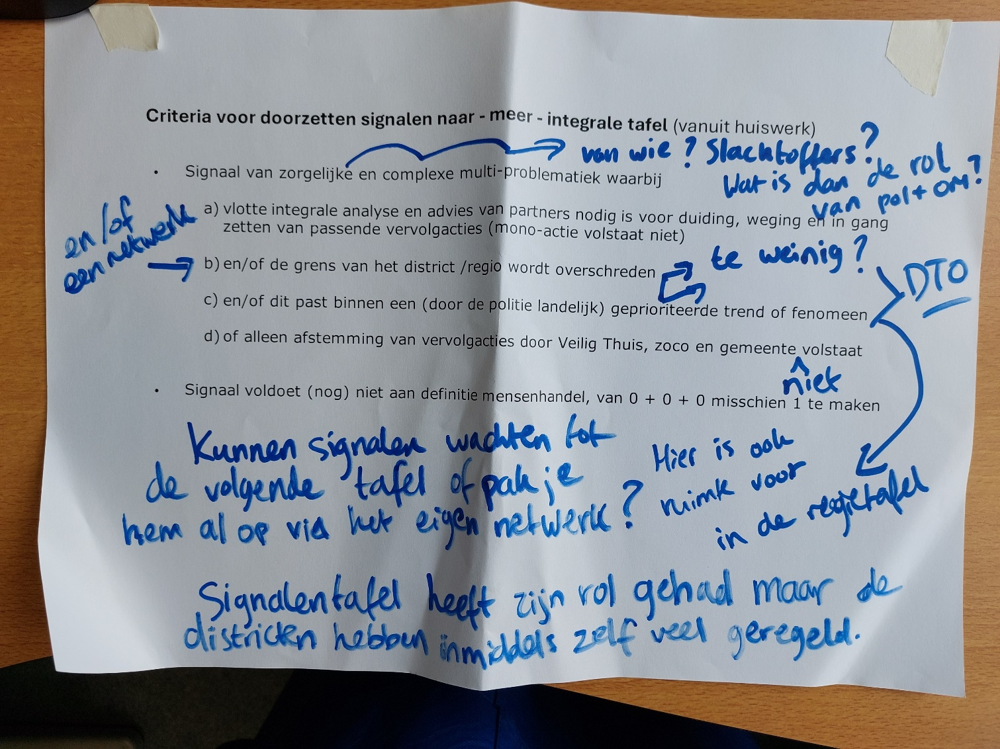 Criteria voor doorzetten signalen naar - meer - integrale tafel (vanuit huiswerk)
van wie? Slachtoffers?
Wat is dan de rol
van pol + OM?
• Signaal van zorgelijke en complexe multi-problematiek waarbij
a) vlotte integrale analyse en advies van partners nodig is voor duiding, weging en in gang
zetten van passende vervolgacties (mono-actie volstaat niet)
en/of
een netwerk
b) en/of de grens van het district /regio wordt overschreden
te weinig?
DTO
c) en/of dit past binnen een (door de politie landelijk) geprioriteerde trend of fenomeen
d) of alleen afstemming van vervolgacties door Veilig Thuis, zoco en gemeente volstaat
niet
• Signaal voldoet (nog) niet aan definitie mensenhandel, van 0 + 0 + 0 misschien 1 te maken
Kunnen signalen wachten tot
de volgende tafel of pak je
hem al op via het eigen netwerk?
Hier is ook
ruimte voor
in de regietafel
Signalentafel heeft zijn rol gehad maar de
districten hebben inmiddels zelf veel geregeld.